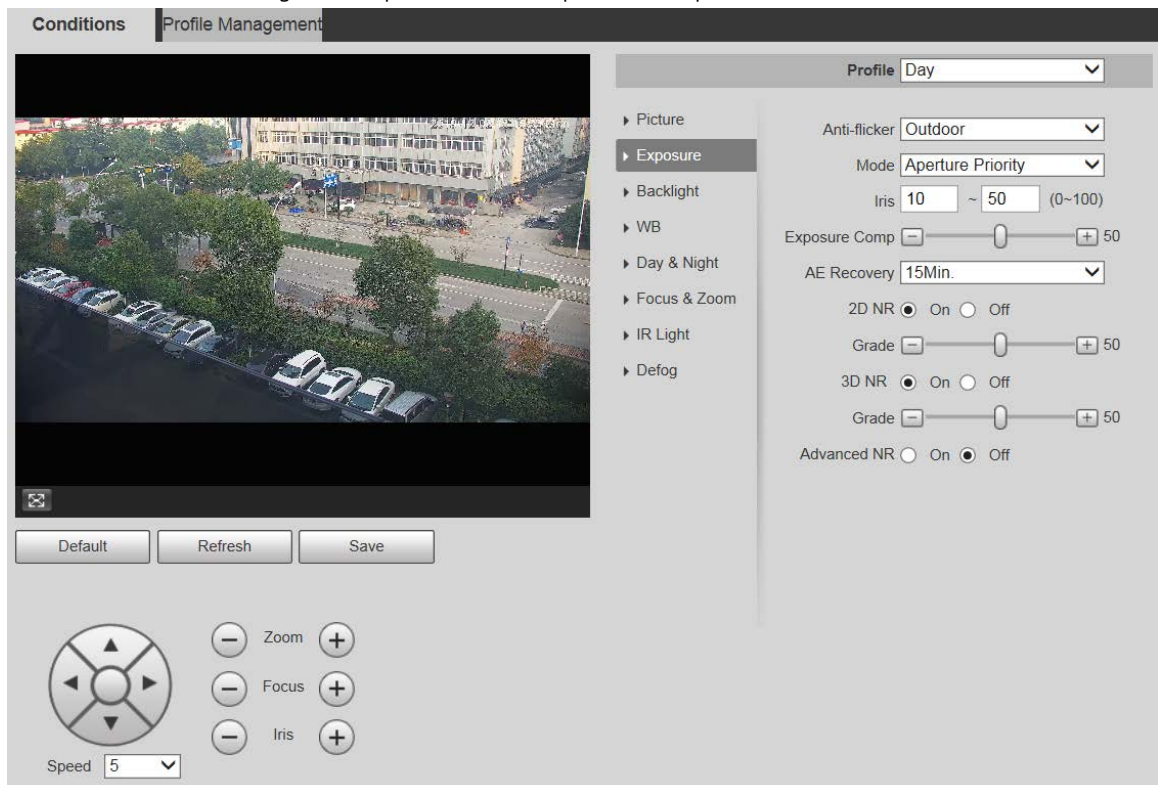 Conditions
Profile Management
Profile Day
Picture
Exposure
Backlight
WB
Day & Night
Focus & Zoom
IR Light
Defog
Anti-flicker Outdoor
Mode Aperture Priority
Iris 10 ~ 50 (0~100)
Exposure Comp 50
AE Recovery 15Min.
2D NR On Off
Grade 50
3D NR On Off
Grade 50
Advanced NR On Off
Default Refresh Save
Zoom
Focus
Iris
Speed 5